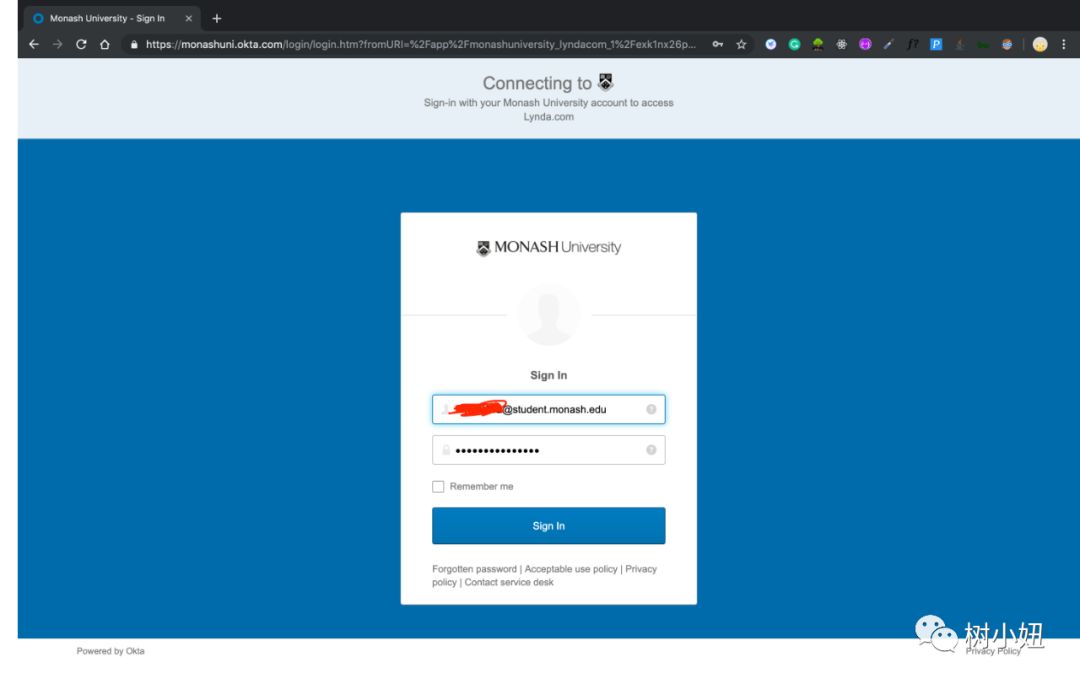 Monash University - Sign In
https://monashuni.okta.com/login/login.htm?fromURI=%2Fapp%2Fmonashuniversity_lyndacom_1%2Fexk1nx26p...
Connecting to
Sign-in with your Monash University account to access
Lynda.com
MONASH University
Sign In
@student.monash.edu
Remember me
Sign In
Forgotten password | Acceptable use policy | Privacy
policy | Contact service desk
Powered by Okta
树小妞
Privacy Policy